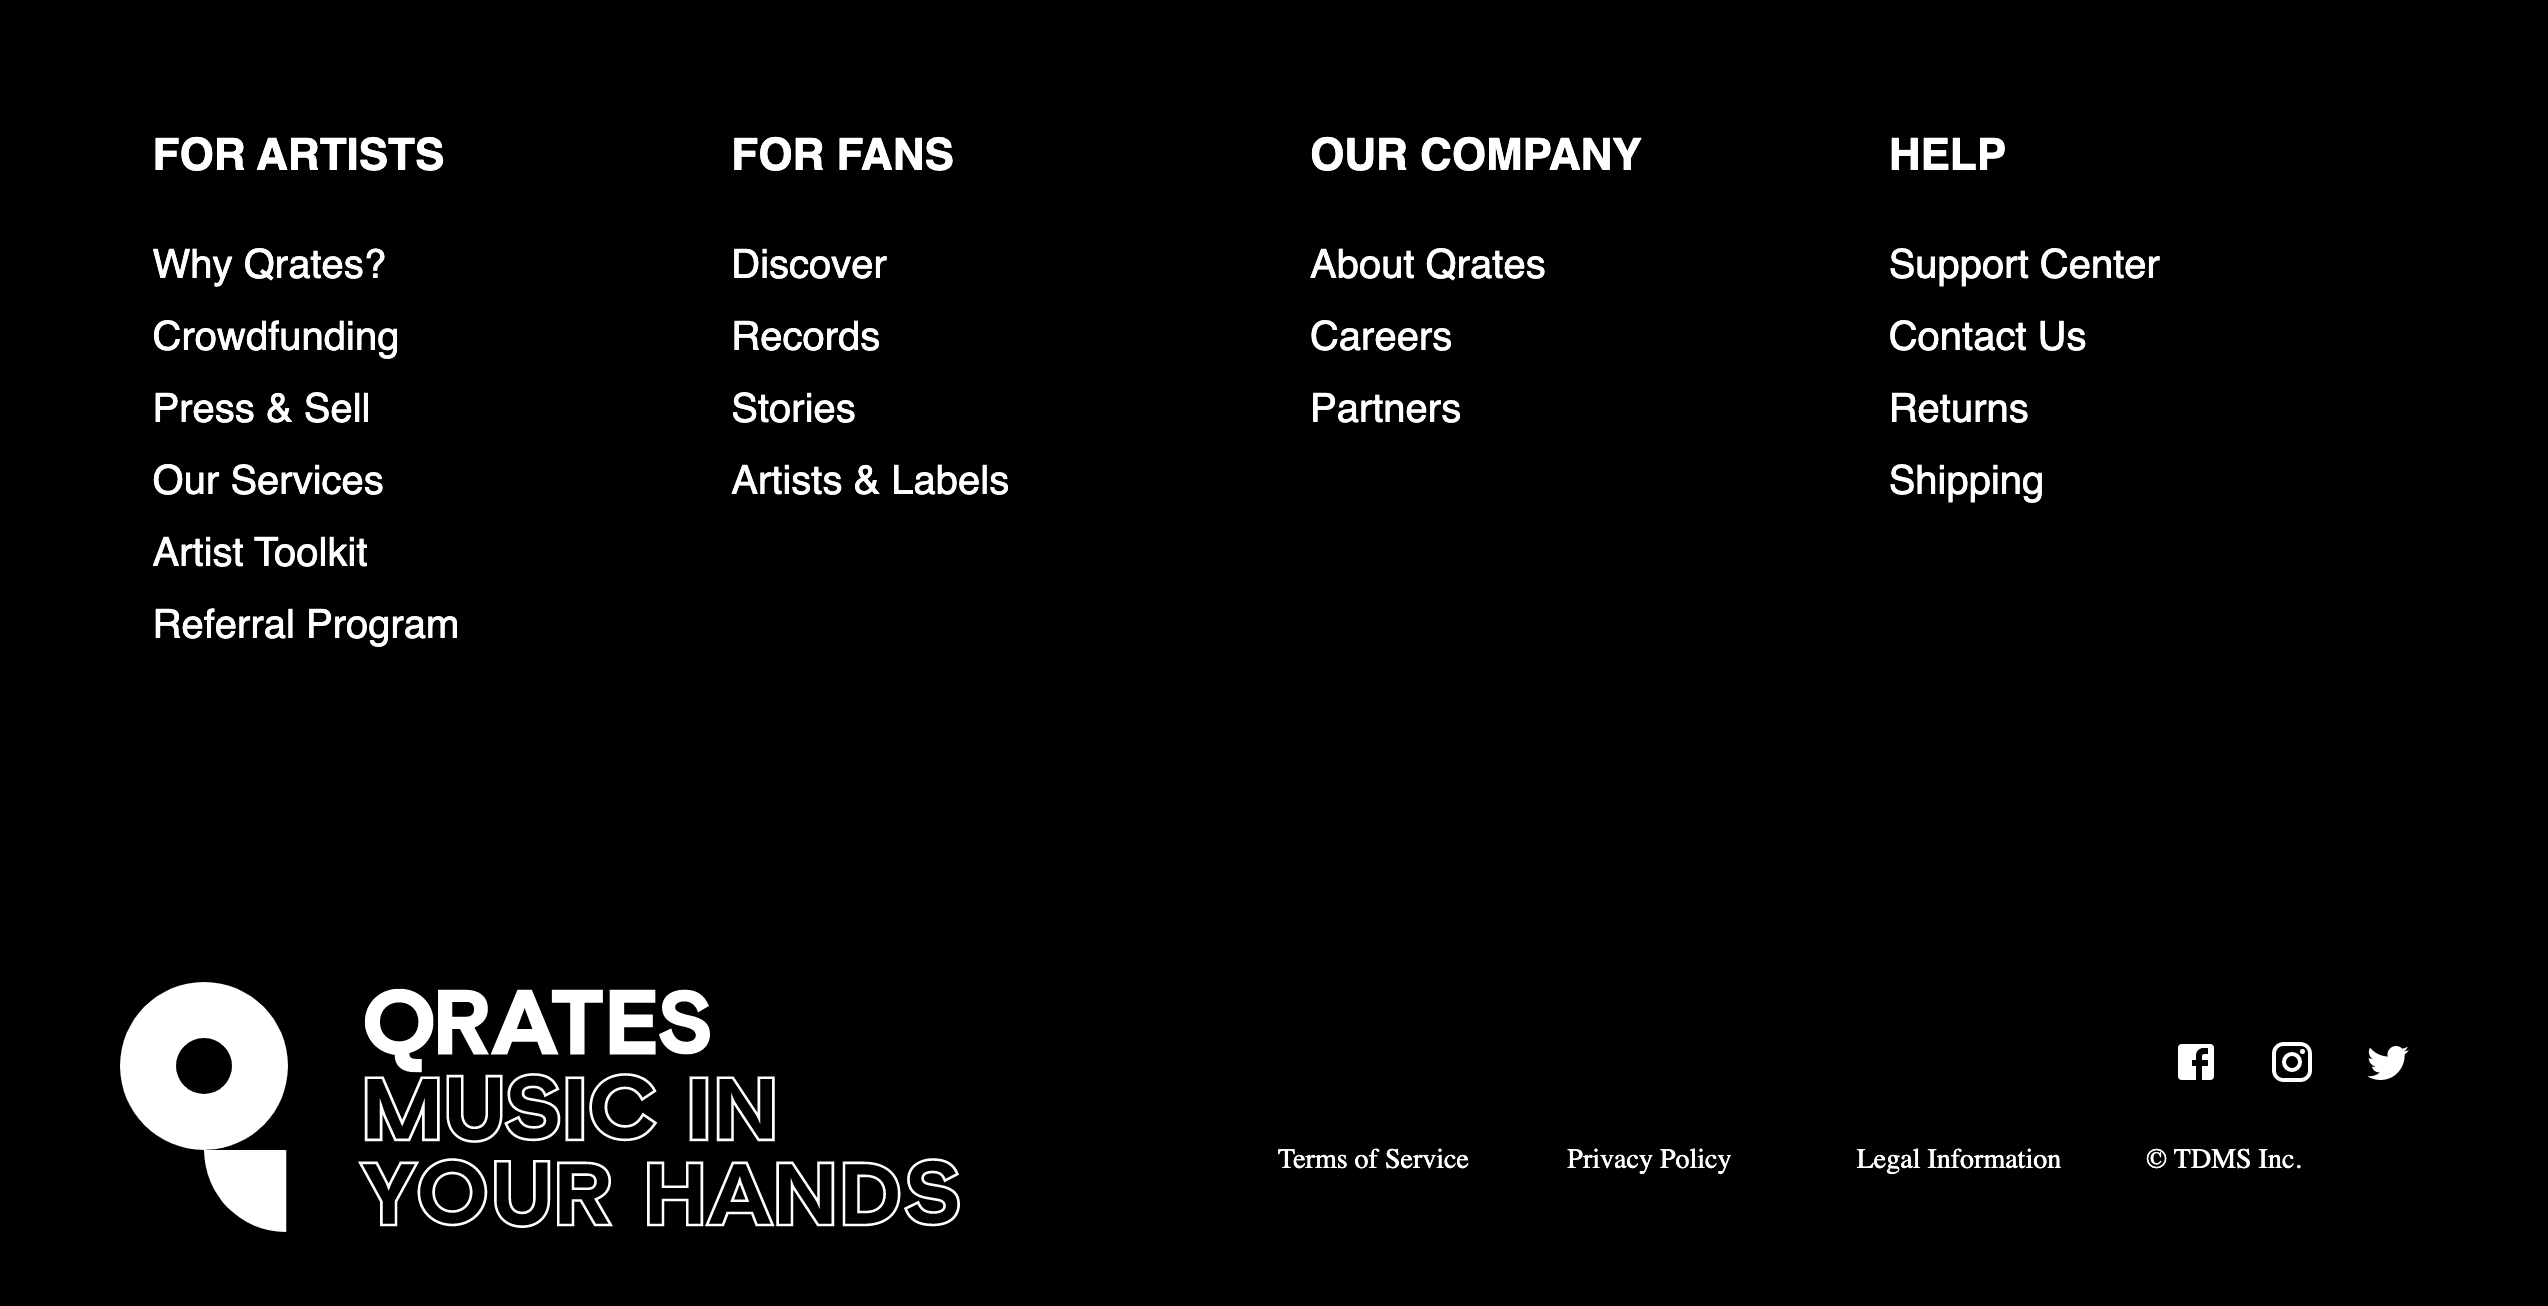 FOR ARTISTS
Why Qrates?
Crowdfunding
Press & Sell
Our Services
Artist Toolkit
Referral Program
FOR FANS
Discover
Records
Stories
Artists & Labels
OUR COMPANY
About Qrates
Careers
Partners
HELP
Support Center
Contact Us
Returns
Shipping
QRATES
MUSIC IN
YOUR HANDS
Terms of Service
Privacy Policy
Legal Information
© TDMS Inc.